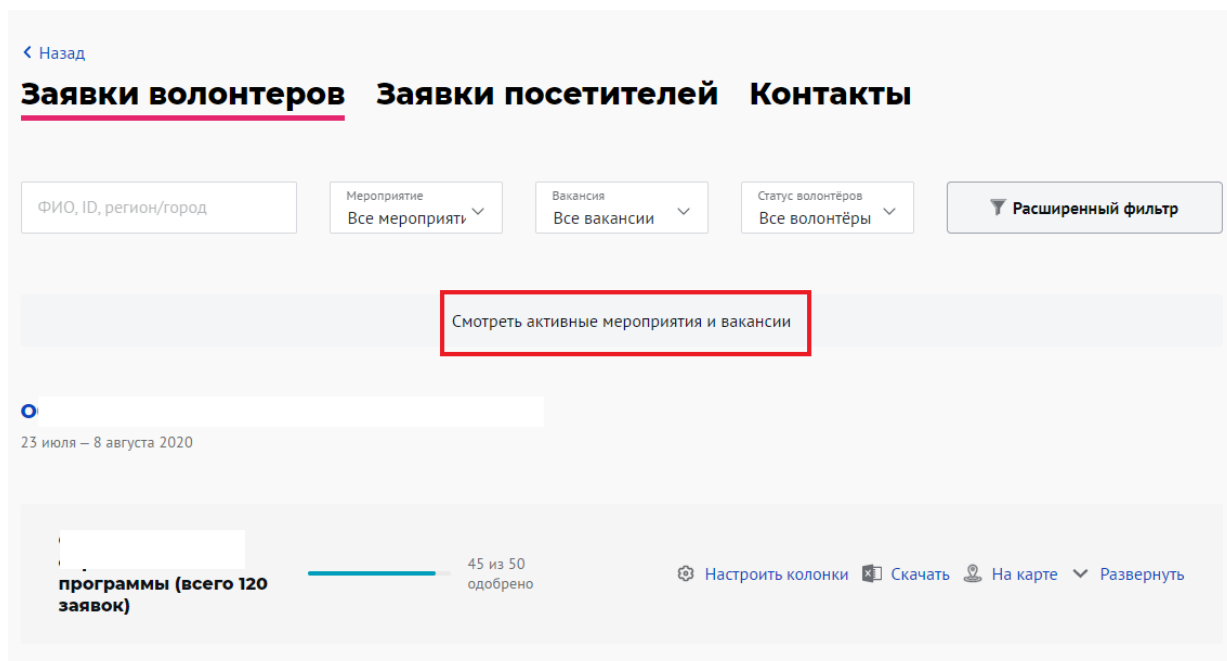 Назад
Заявки волонтеров Заявки посетителей Контакты
ФИО, ID, регион/город
Мероприятие
Все мероприяти
Вакансия
Все вакансии
Статус волонтёров
Все волонтёры
Расширенный фильтр
Смотреть активные мероприятия и вакансии
23 июля – 8 августа 2020
программы (всего 120
заявок)
45 из 50
одобрено
Настроить колонки Скачать На карте Развернуть